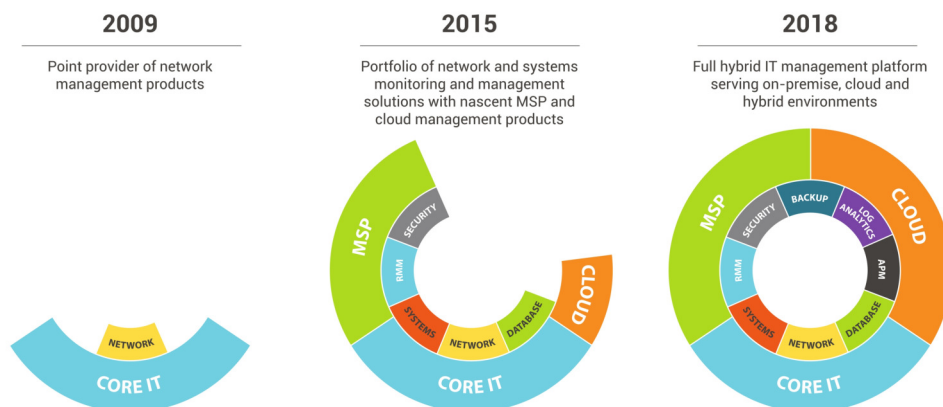 2009
Point provider of network
management products
NETWORK
CORE IT
2015
Portfolio of network and systems
monitoring and management
solutions with nascent MSP and
cloud management products
MSP
SECURITY
RMM
SYSTEMS
NETWORK
DATABASE
CLOUD
CORE IT
2018
Full hybrid IT management platform
serving on-premise, cloud and
hybrid environments
MSP
CLOUD
BACKUP
SECURITY
LOG
ANALYTICS
RMM
APM
SYSTEMS
NETWORK
DATABASE
CORE IT